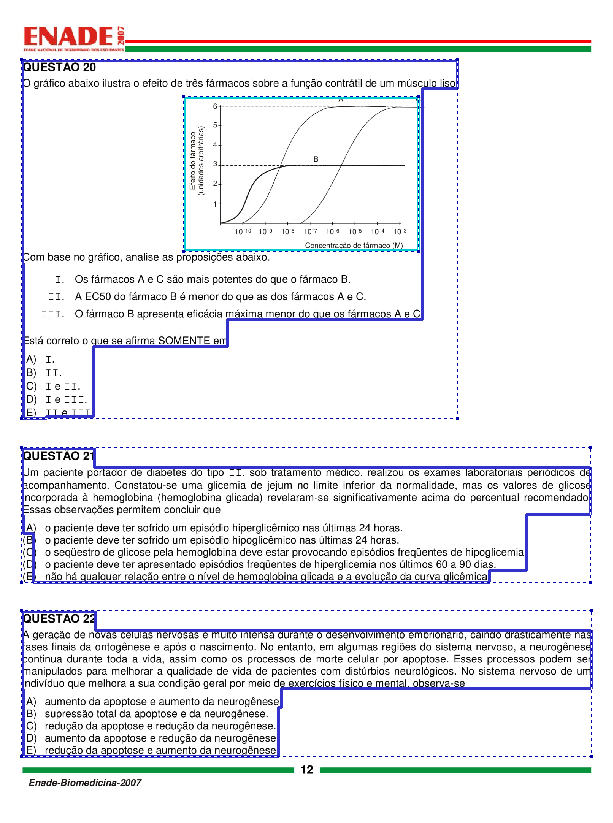 ENADE 2007
EXAME NACIONAL DE DESEMPENHO DOS ESTUDANTES
QUESTÃO 20
O gráfico abaixo ilustra o efeito de três fármacos sobre a função contrátil de um músculo liso
Efeito do fármaco
(unidades arbitrárias)
6
5
4
3
2
1
A
B
Concentração de fármaco (M)
Com base no gráfico, analise as proposições abaixo.
I. Os fármacos A e C são mais potentes do que o fármaco B.
II. A EC50 do fármaco B é menor do que as dos fármacos A e C.
III. O fármaco B apresenta eficácia máxima menor do que os fármacos A e C
Está correto o que se afirma SOMENTE em
A) I.
B) II.
C) I e II.
D) I e III.
E) II e III
QUESTÃO 21
Um paciente portador de diabetes do tipo II, sob tratamento médico, realizou os exames laboratoriais periódicos de
acompanhamento. Constatou-se uma glicemia de jejum no limite inferior da normalidade, mas os valores de glicose
incorporada à hemoglobina (hemoglobina glicada) revelaram-se significativamente acima do percentual recomendado
Essas observações permitem concluir que
(A) o paciente deve ter sofrido um episódio hiperglicêmico nas últimas 24 horas.
(B) o paciente deve ter sofrido um episódio hipoglicêmico nas últimas 24 horas.
(C) o seqüestro de glicose pela hemoglobina deve estar provocando episódios freqüentes de hipoglicemia
(D) o paciente deve ter apresentado episódios freqüentes de hiperglicemia nos últimos 60 a 90 dias.
(E) não há qualquer relação entre o nível de hemoglobina glicada e a evolução da curva glicêmica
QUESTÃO 22
A geração de novas células nervosas é muito intensa durante o desenvolvimento embrionário, caindo drasticamente nas
fases finais da ontogênese e após o nascimento. No entanto, em algumas regiões do sistema nervoso, a neurogênese
continua durante toda a vida, assim como os processos de morte celular por apoptose. Esses processos podem ser
manipulados para melhorar a qualidade de vida de pacientes com distúrbios neurológicos. No sistema nervoso de um
indivíduo que melhora a sua condição geral por meio de exercícios físico e mental, observa-se
A) aumento da apoptose e aumento da neurogênese
B) supressão total da apoptose e da neurogênese.
C) redução da apoptose e redução da neurogênese.
D) aumento da apoptose e redução da neurogênese
E) redução da apoptose e aumento da neurogênese
12
Enade-Biomedicina-2007